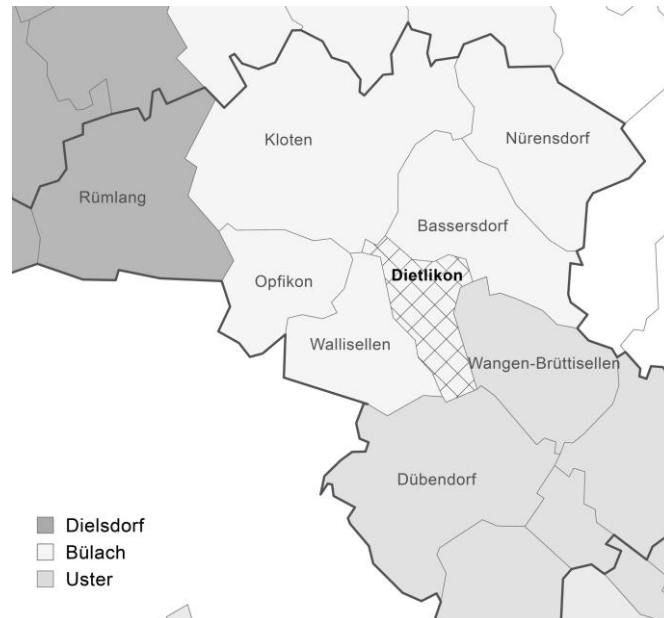 Kloten
Nürensdorf
Rümlang
Bassersdorf
Dietlikon
Opfikon
Wallisellen
Wangen-Brüttisellen
Dübendorf
Dielsdorf
Bülach
Uster